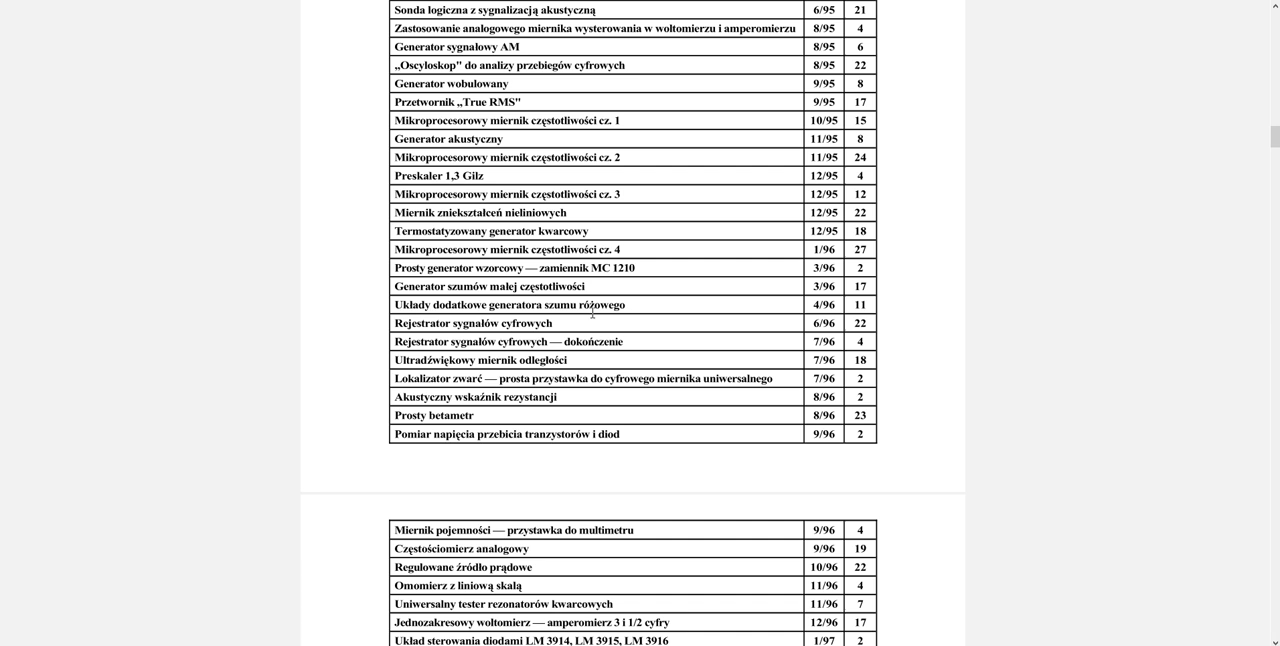 Sonda logiczna z sygnalizacją akustyczną 6/95 21
Zastosowanie analogowego miernika wysterowania w woltomierzu i amperomierzu 8/95 4
Generator sygnałowy AM 8/95 6
„Oscyloskop" do analizy przebiegów cyfrowych 8/95 22
Generator wobulowany 9/95 8
Przetwornik „True RMS" 9/95 17
Mikroprocesorowy miernik częstotliwości cz. 1 10/95 15
Generator akustyczny 11/95 8
Mikroprocesorowy miernik częstotliwości cz. 2 11/95 24
Preskaler 1,3 Gilz 12/95 4
Mikroprocesorowy miernik częstotliwości cz. 3 12/95 12
Miernik zniekształceń nieliniowych 12/95 22
Termostatyzowany generator kwarcowy 12/95 18
Mikroprocesorowy miernik częstotliwości cz. 4 1/96 27
Prosty generator wzorcowy — zamiennik MC 1210 3/96 2
Generator szumów małej częstotliwości 3/96 17
Układy dodatkowe generatora szumu różowego 4/96 11
Rejestrator sygnałów cyfrowych 6/96 22
Rejestrator sygnałów cyfrowych — dokończenie 7/96 4
Ultradźwiękowy miernik odległości 7/96 18
Lokalizator zwarć — prosta przystawka do cyfrowego miernika uniwersalnego 7/96 2
Akustyczny wskaźnik rezystancji 8/96 2
Prosty betametr 8/96 23
Pomiar napięcia przebicia tranzystorów i diod 9/96 2
Miernik pojemności — przystawka do multimetru 9/96 4
Częstościomierz analogowy 9/96 19
Regulowane źródło prądowe 10/96 22
Omomierz z liniową skalą 11/96 4
Uniwersalny tester rezonatorów kwarcowych 11/96 7
Jednozakresowy woltomierz — amperomierz 3 i 1/2 cyfry 12/96 17
Układ sterowania diodami LM 3914, LM 3915, LM 3916 1/97 2